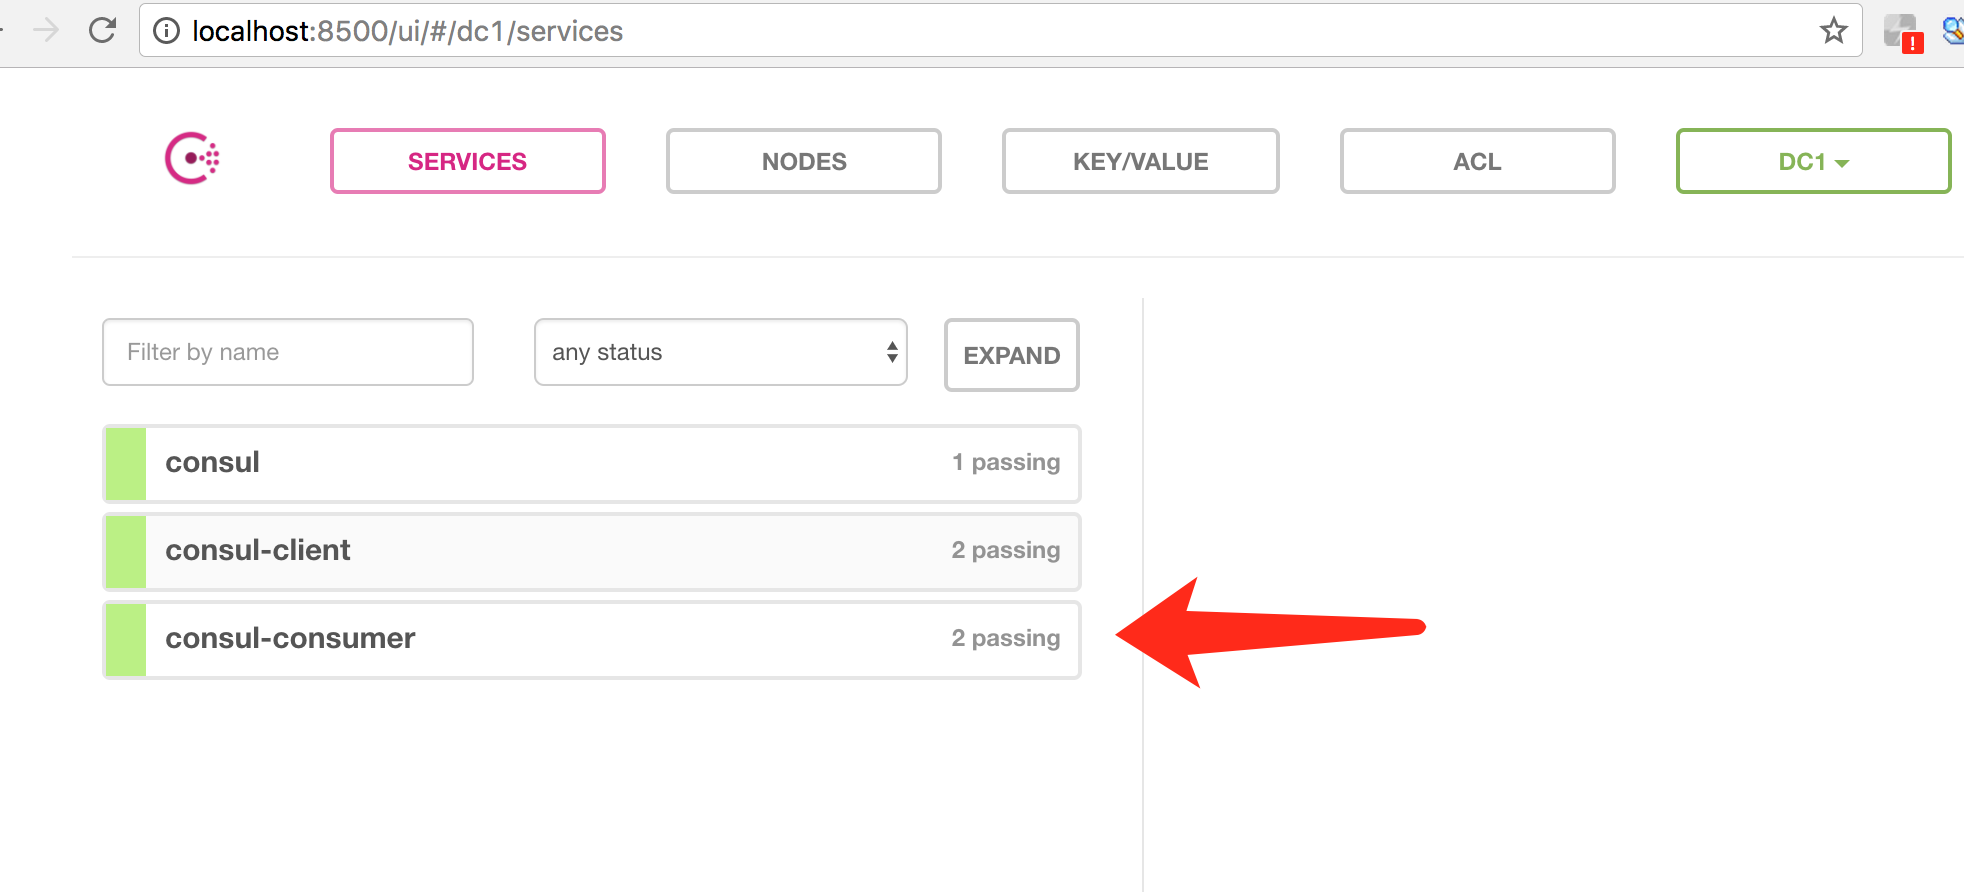 localhost:8500/ui/#/dc1/services
SERVICES NODES KEY/VALUE ACL DC1
Filter by name any status EXPAND
consul 1 passing
consul-client 2 passing
consul-consumer 2 passing